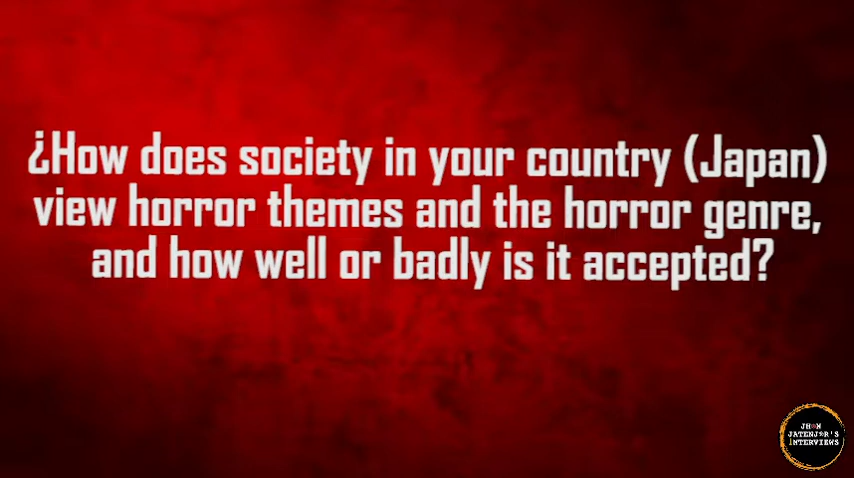 ¿How does society in your country (Japan)
view horror themes and the horror genre,
and how well or badly is it accepted?
JHON
JATENJOR'S
INTERVIEWS